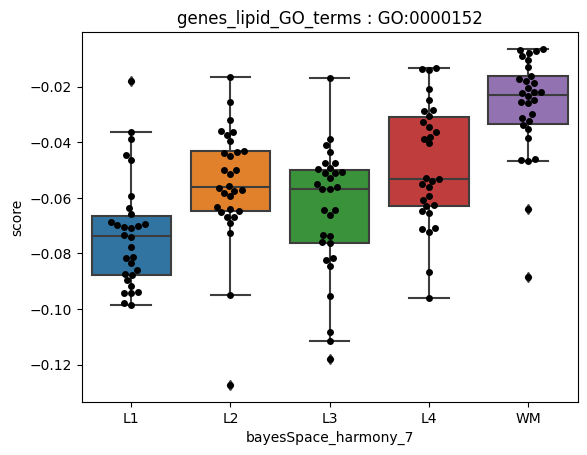 genes_lipid_GO_terms : GO:0000152
−0.02
−0.04
−0.06
−0.08
−0.10
−0.12
score
L1 L2 L3 L4 WM
bayesSpace_harmony_7